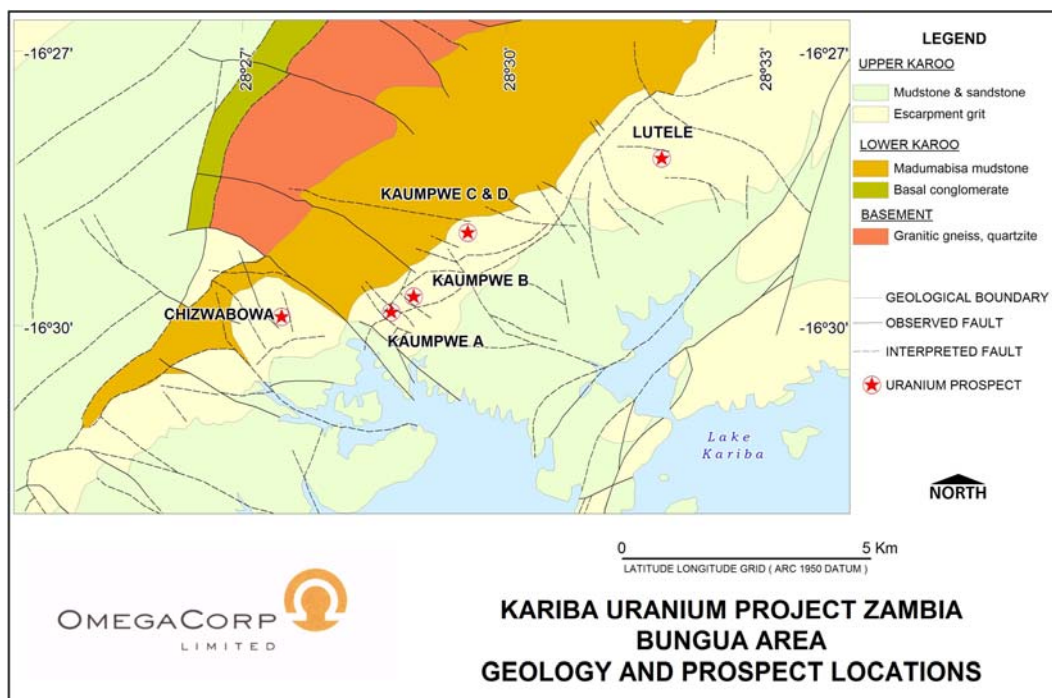 -16º27'
28º27'
28º30'
28º33'
-16º27'
LUTELE
KAUMPWE C & D
KAUMPWE B
CHIZWABOWA
-16º30'
-16º30'
KAUMPWE A
Lake
Kariba
LEGEND
UPPER KAROO
Mudstone & sandstone
Escarpment grit
LOWER KAROO
Madumabisa mudstone
Basal conglomerate
BASEMENT
Granitic gneiss, quartzite
GEOLOGICAL BOUNDARY
OBSERVED FAULT
INTERPRETED FAULT
URANIUM PROSPECT
NORTH
0 5 Km
LATITUDE LONGITUDE GRID ( ARC 1950 DATUM )
OMEGACORP
LIMITED
KARIBA URANIUM PROJECT ZAMBIA
BUNGUA AREA
GEOLOGY AND PROSPECT LOCATIONS